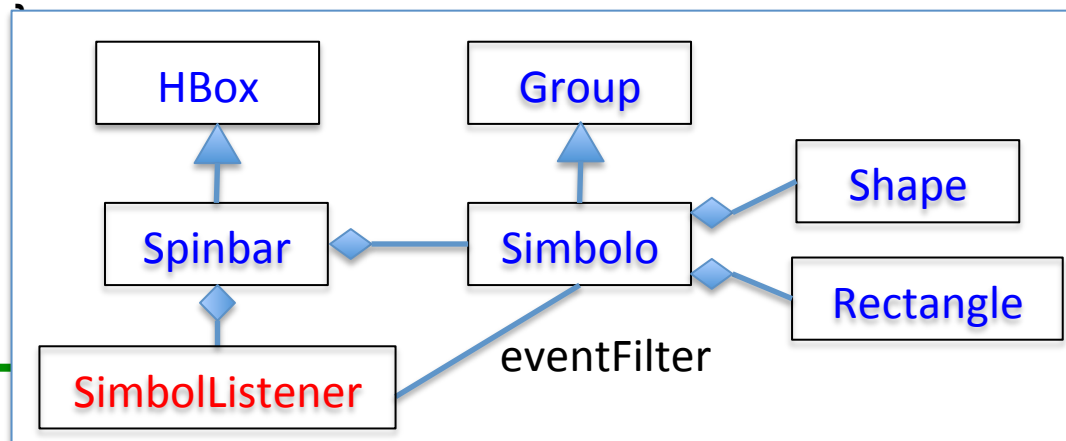 HBox
Group
Shape
Spinbar
Simbolo
Rectangle
eventFilter
SimbolListener